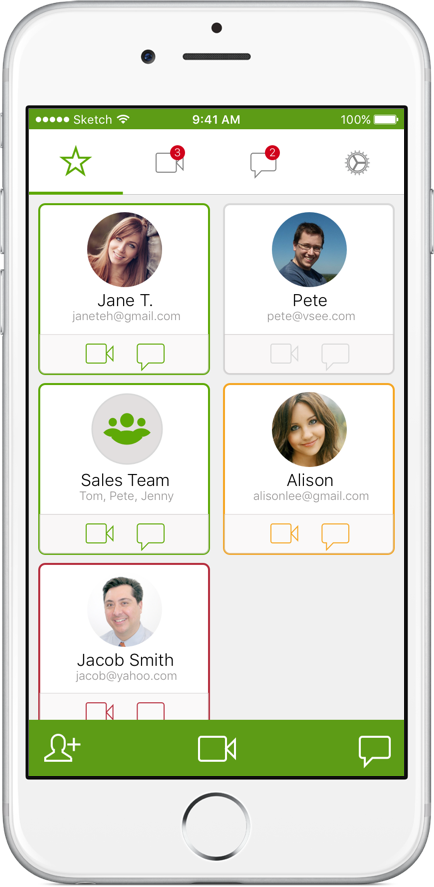 Sketch 9:41 AM 100%
3 2
Jane T. Pete
janeteh@gmail.com pete@vsee.com
Sales Team Alison
Tom, Pete, Jenny alisonlee@gmail.com
Jacob Smith
jacob@yahoo.com